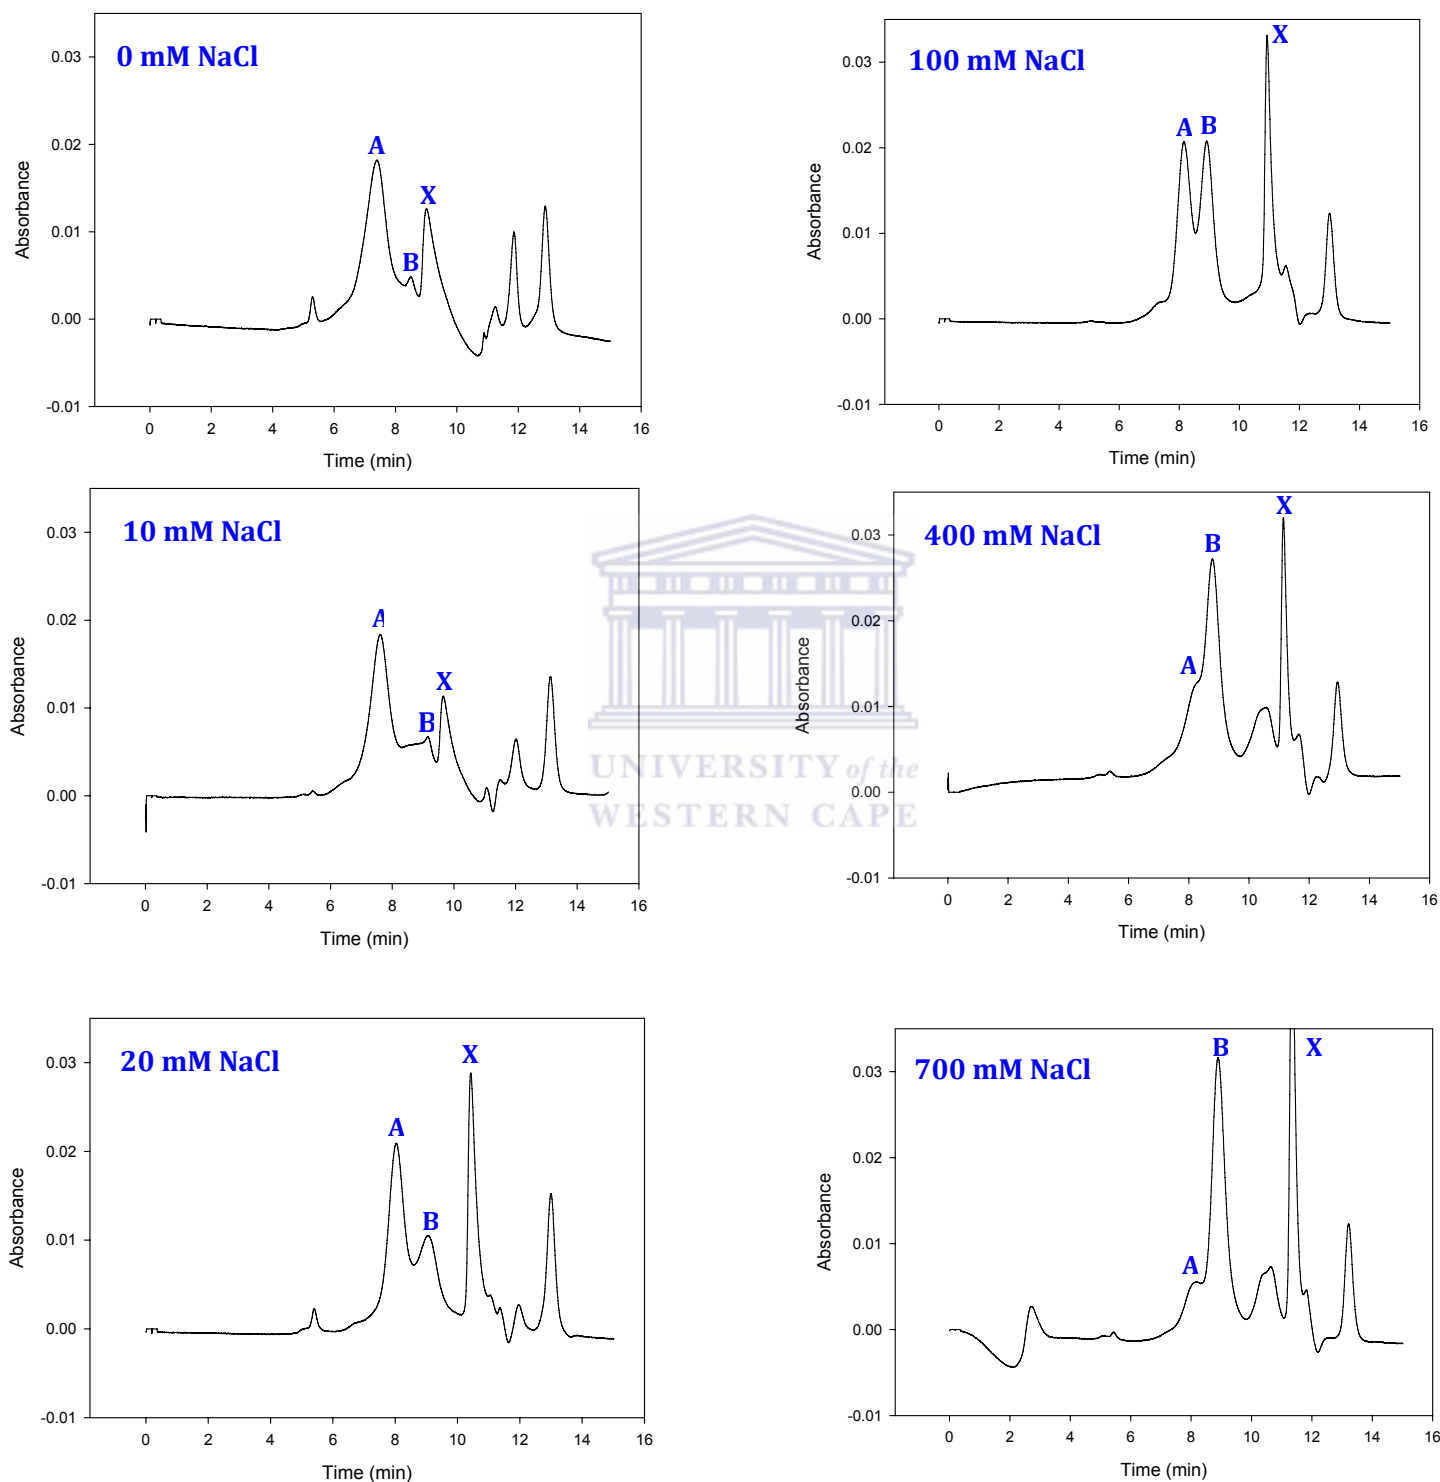 0 mM NaCl
A
B
X
0.03
0.02
0.01
0.00
-0.01
Absorbance
0 2 4 6 8 10 12 14 16
Time (min)
100 mM NaCl
A B
X
0.03
0.02
0.01
0.00
-0.01
Absorbance
0 2 4 6 8 10 12 14 16
Time (min)
10 mM NaCl
A
B
X
0.03
0.02
0.01
0.00
-0.01
Absorbance
0 2 4 6 8 10 12 14 16
Time (min)
400 mM NaCl
A
B
X
0.03
0.02
0.01
0.00
-0.01
Absorbance
0 2 4 6 8 10 12 14 16
Time (min)
UNIVERSITY of the
WESTERN CAPE
20 mM NaCl
A
B
X
0.03
0.02
0.01
0.00
-0.01
Absorbance
0 2 4 6 8 10 12 14 16
Time (min)
700 mM NaCl
A
B
X
0.03
0.02
0.01
0.00
-0.01
Absorbance
0 2 4 6 8 10 12 14 16
Time (min)